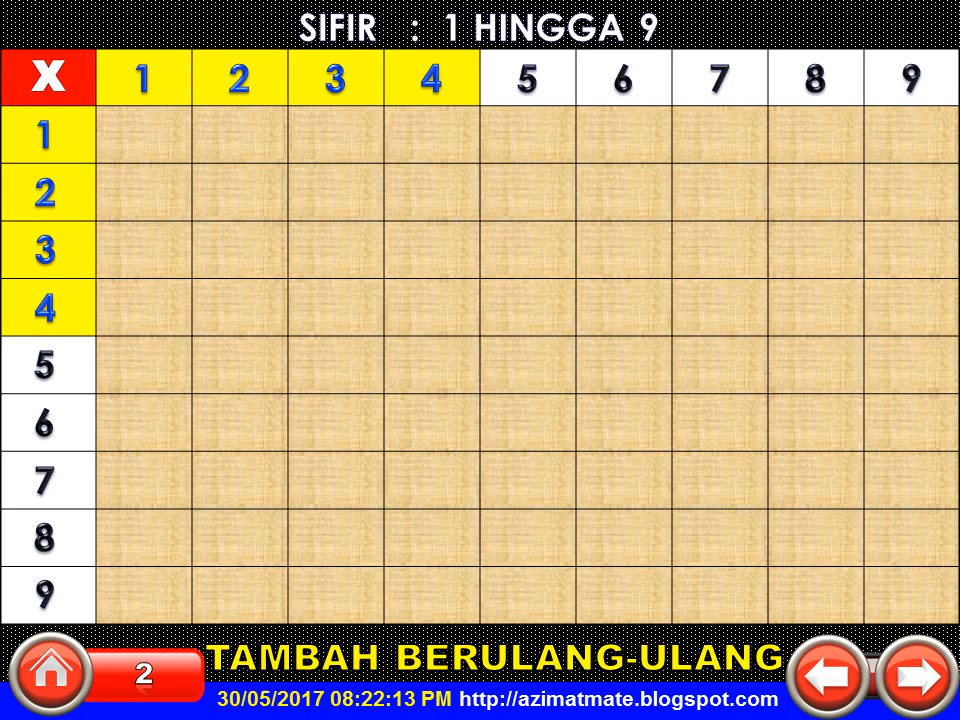 SIFIR : 1 HINGGA 9
X 1 2 3 4 5 6 7 8 9
1
2
3
4
5
6
7
8
9
2 TAMBAH BERULANG-ULANG
30/05/2017 08:22:13 PM http://azimatmate.blogspot.com